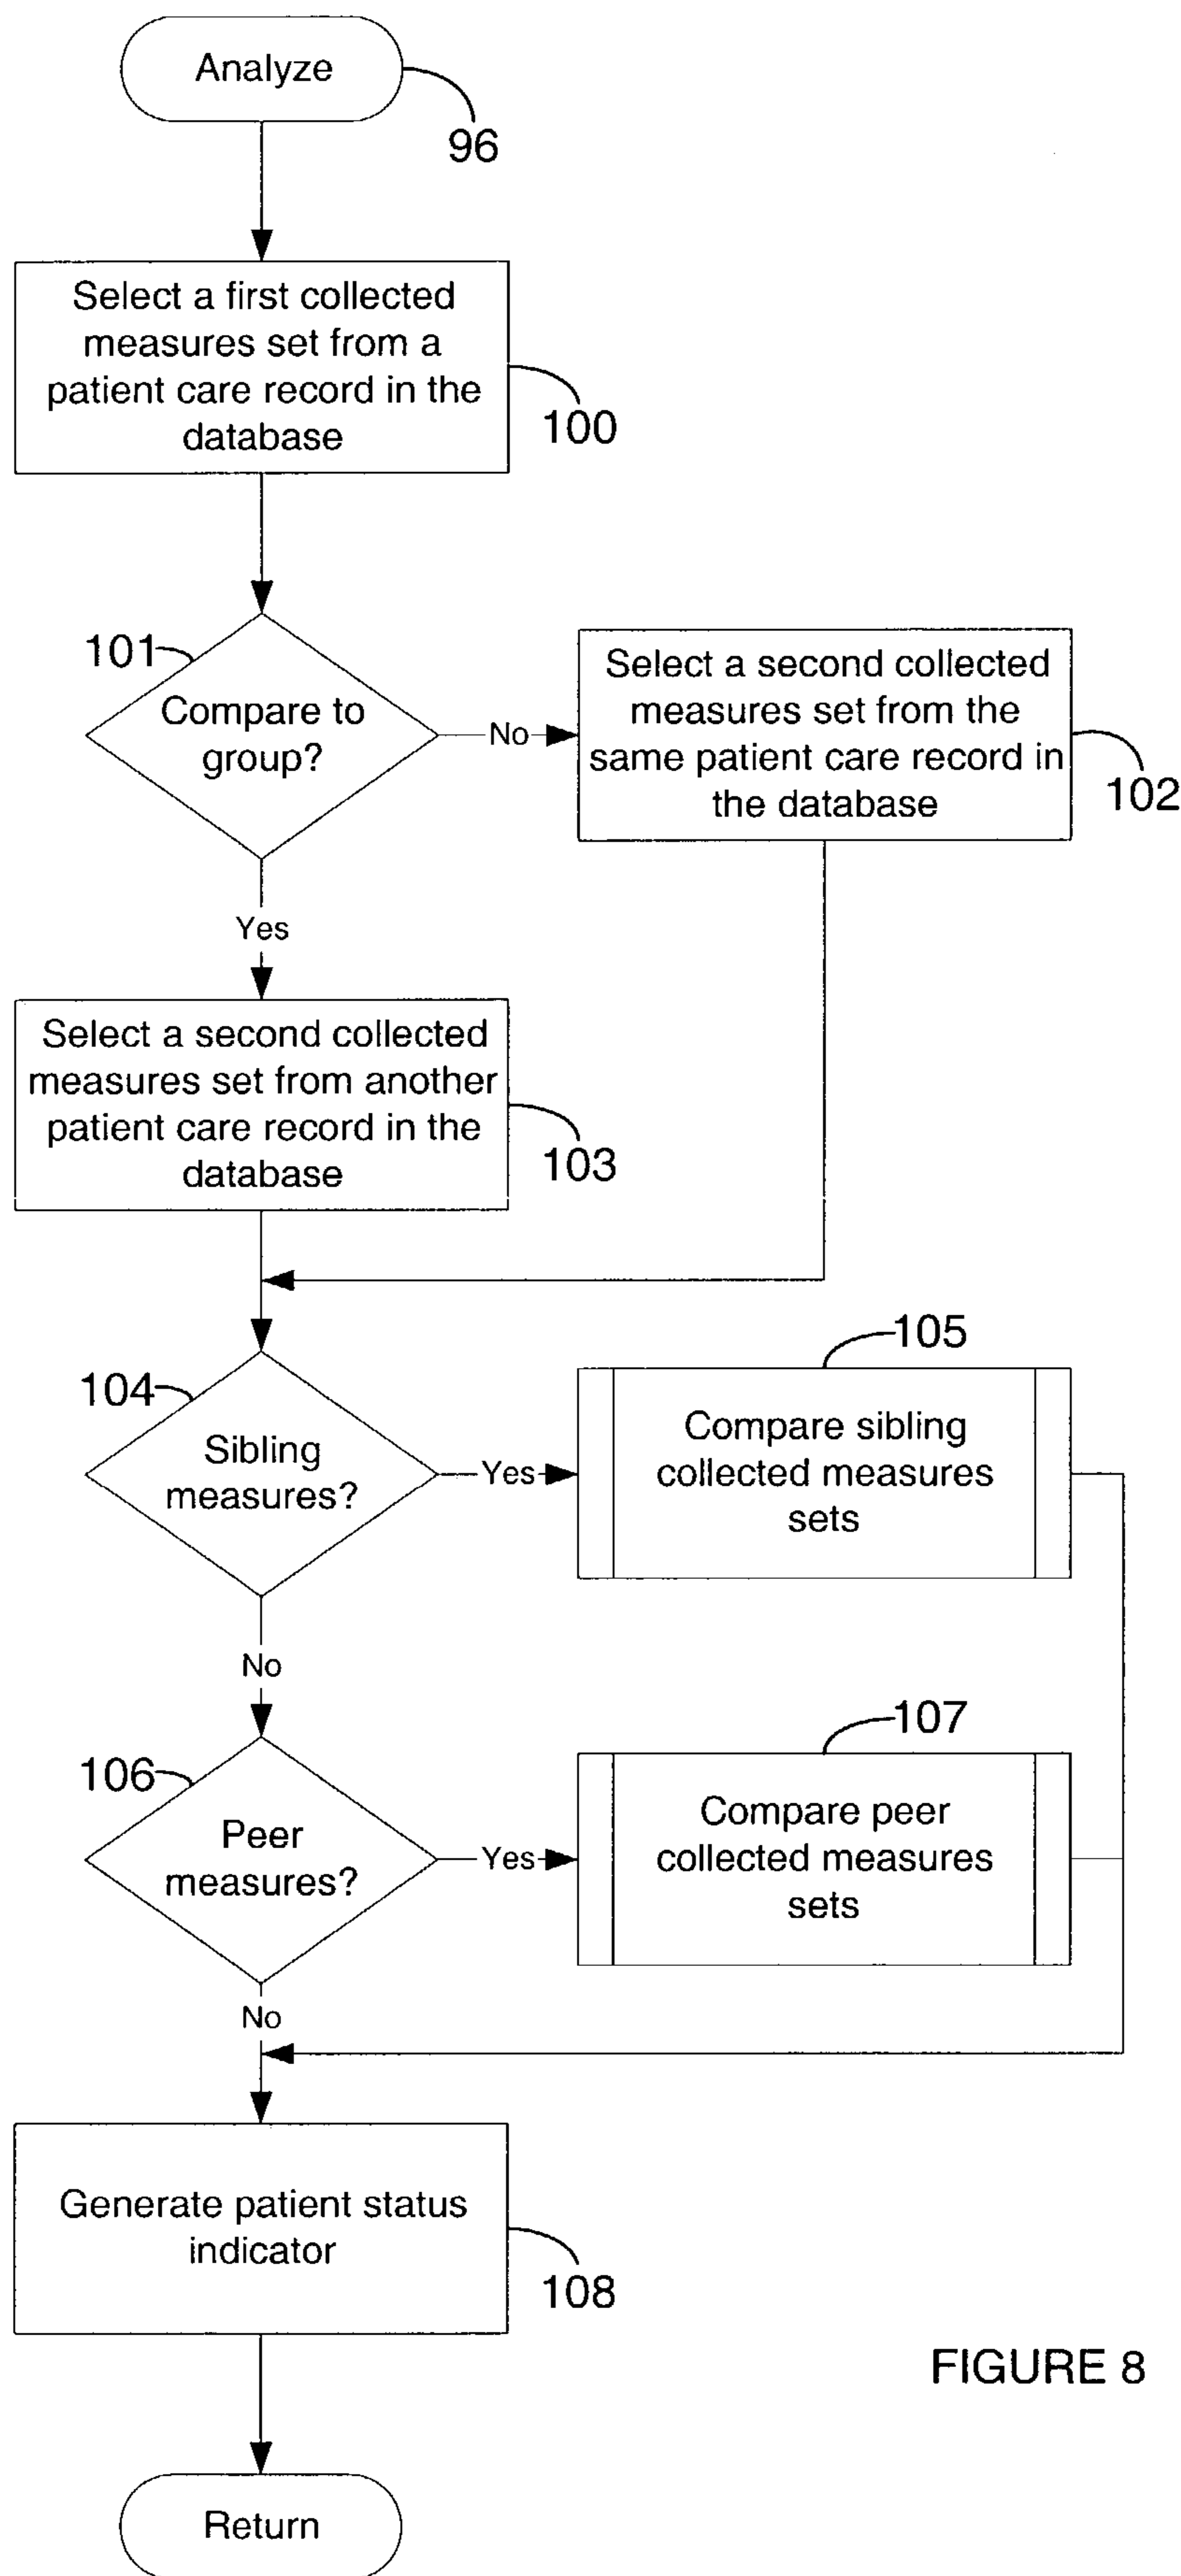 Analyze
96
Select a first collected
measures set from a
patient care record in the
database
100
101
Compare to
group?
No
Select a second collected
measures set from the
same patient care record in
the database
102
Yes
Select a second collected
measures set from another
patient care record in the
database
103
104
Sibling
measures?
Yes
105
Compare sibling
collected measures
sets
No
106
Peer
measures?
Yes
107
Compare peer
collected measures
sets
No
Generate patient status
indicator
108
FIGURE 8
Return